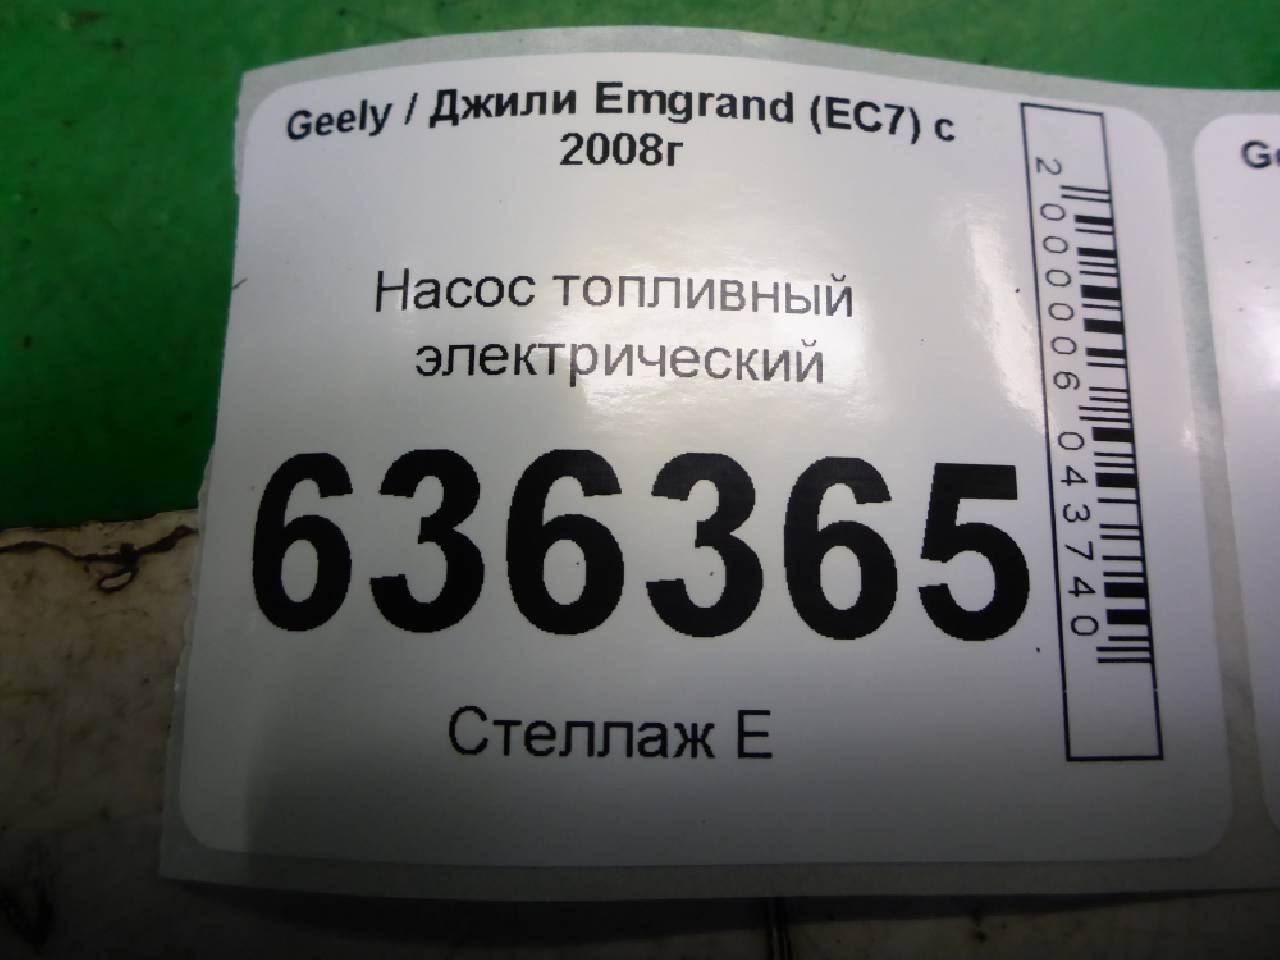 Geely / Джили Emgrand (EC7) с
2008г
Насос топливный
электрический
636365
Стеллаж Е
2000006043740